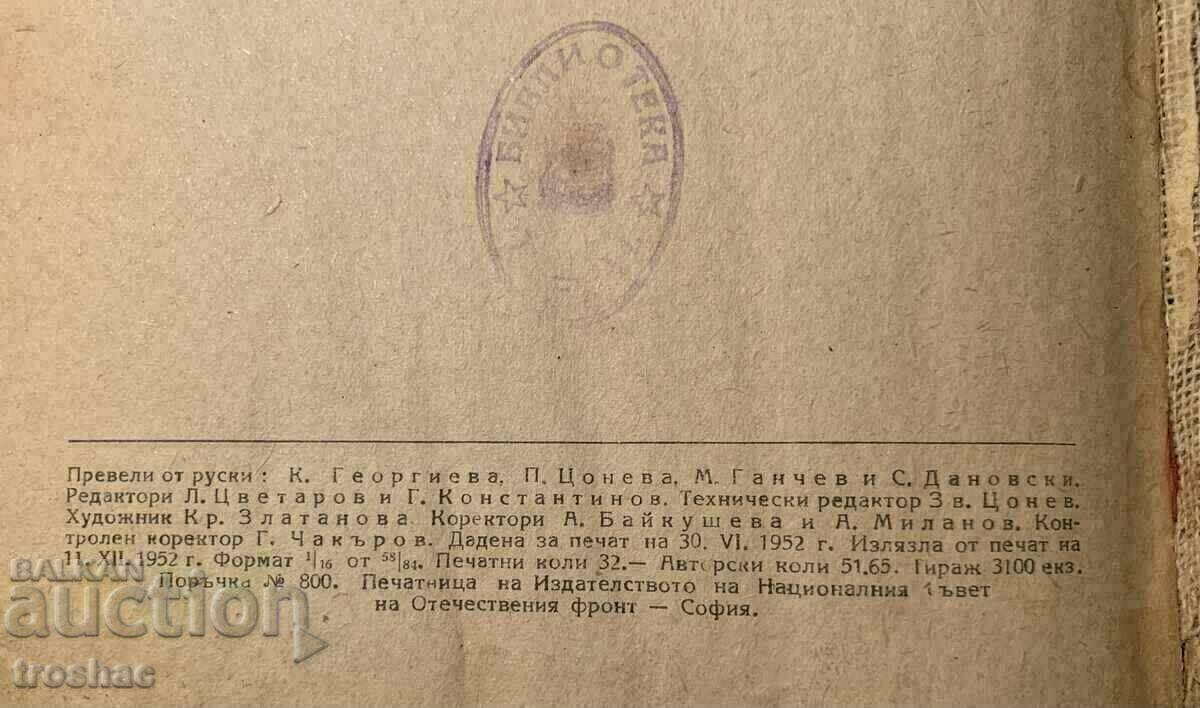 БИБЛИОТЕКА
Превели от руски: К. Георгиева, П. Цонева, М. Ганчев и С. Дановски.
Редактори Л. Цветаров и Г. Константинов. Технически редактор Зв. Цонев.
Художник Кр. Златанова. Коректори А. Байкушева и А. Миланов. Кон-
тролен коректор Г. Чакъров. Дадена за печат на 30. VI. 1952 г. Излязла от печат на
11. XII. 1952 г. Формат 1/16 от 58/84. Печатни коли 32.— Авторски коли 51.65. Тираж 3100 екз.
Поръчка № 800. Печатница на Издателството на Националния съвет
на Отечествения фронт — София.
BALKAN
auction
troshac